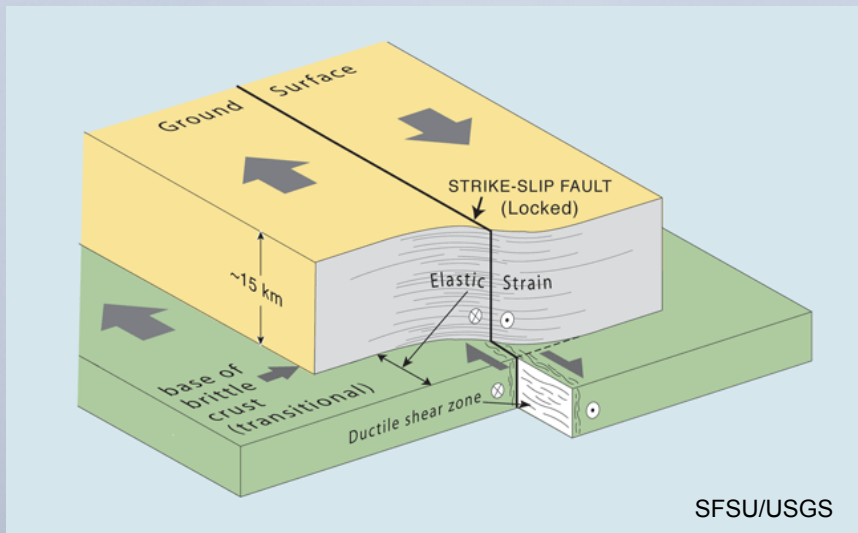 Ground Surface
STRIKE-SLIP FAULT
(Locked)
~15 km
Elastic Strain
base of
brittle
crust
(transitional)
Ductile shear zone
SFSU/USGS